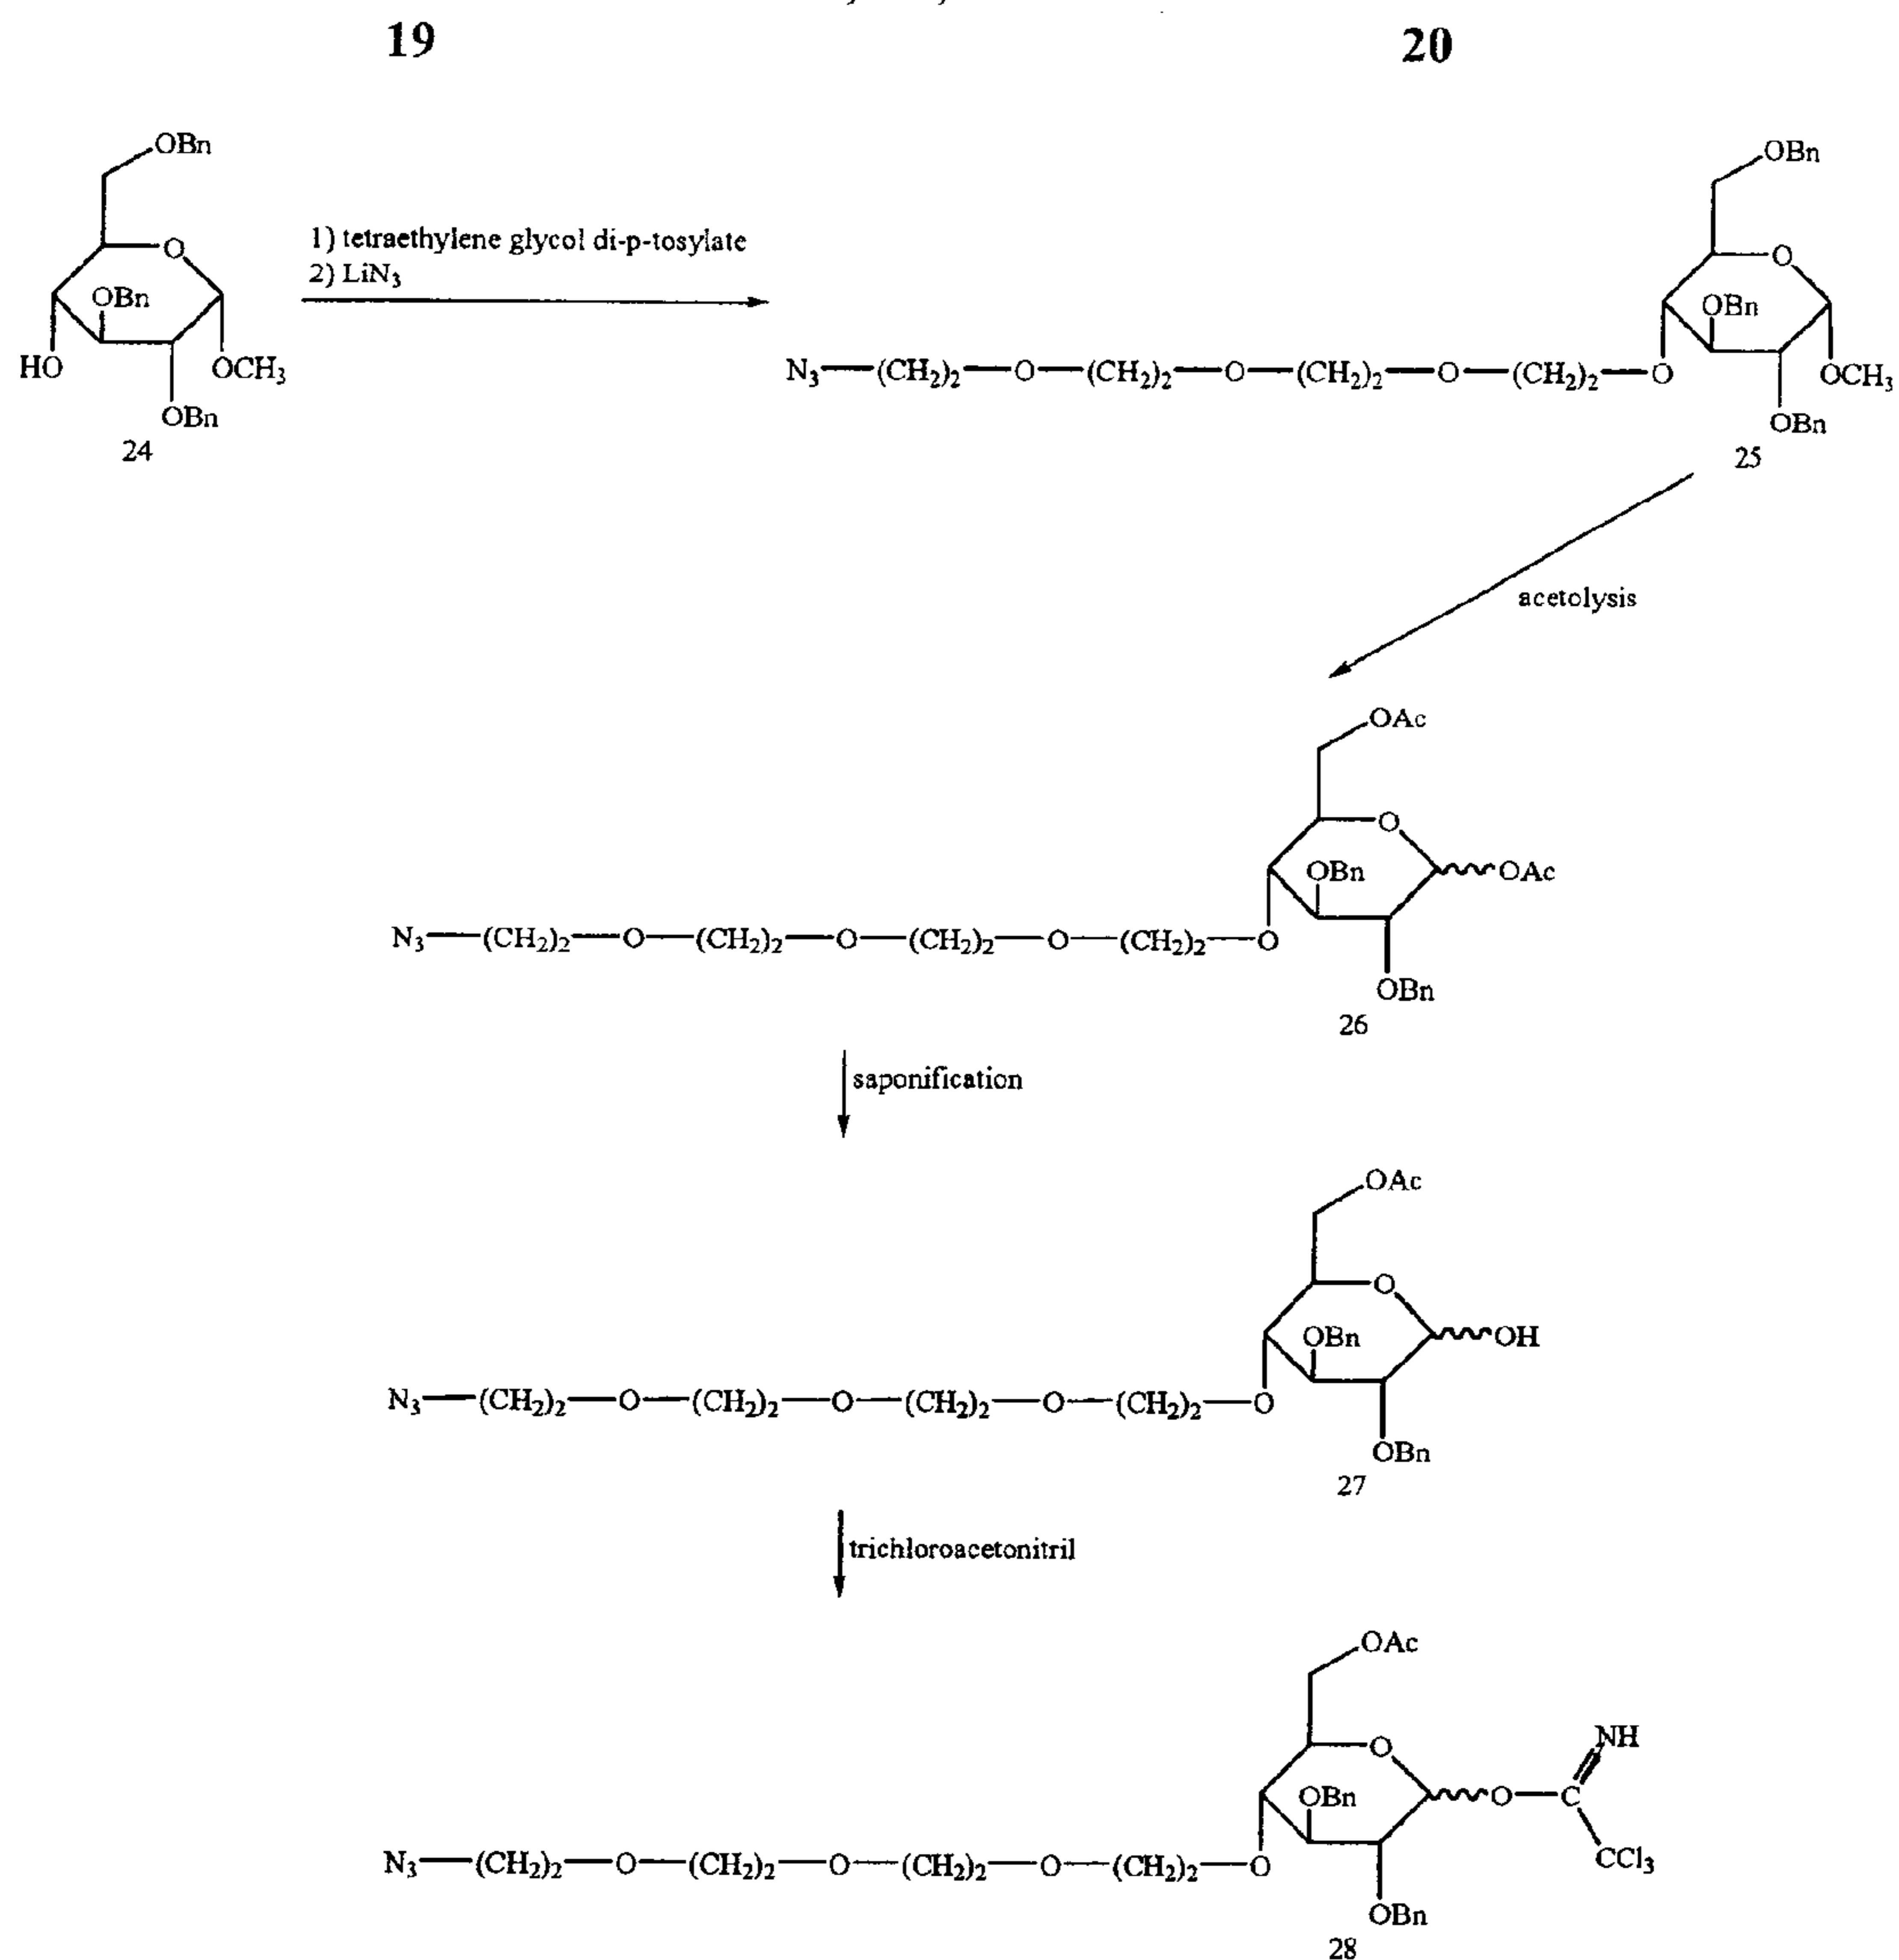 19 20
OBn
O
OBn
HO
OCH3
OBn
24
1) tetraethylene glycol di-p-tosylate
2) LiN3
OBn
O
OBn
N3—(CH2)2—O—(CH2)2—O—(CH2)2—O—(CH2)2—O
OCH3
OBn
25
acetolysis
OAc
O
OBn
OAc
N3—(CH2)2—O—(CH2)2—O—(CH2)2—O—(CH2)2—O
OBn
26
saponification
OAc
O
OBn
OH
N3—(CH2)2—O—(CH2)2—O—(CH2)2—O—(CH2)2—O
OBn
27
trichloroacetonitril
OAc
NH
O
OBn
O—C
N3—(CH2)2—O—(CH2)2—O—(CH2)2—O—(CH2)2—O
CCl3
OBn
28